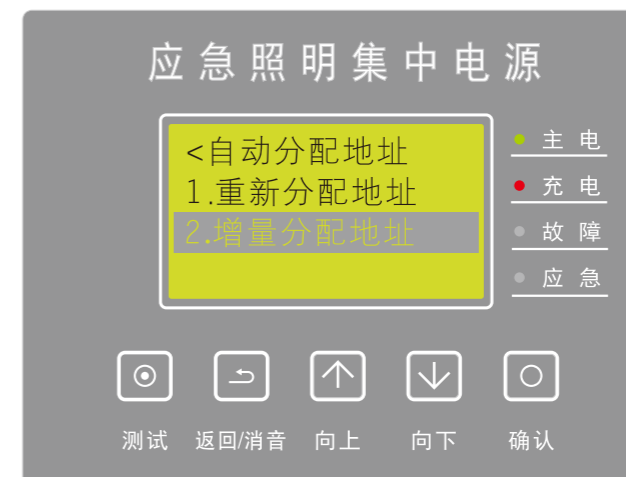 应急照明集中电源
<自动分配地址
1.重新分配地址
2.增量分配地址
主电
充电
故障
应急
测试 返回/消音 向上 向下 确认